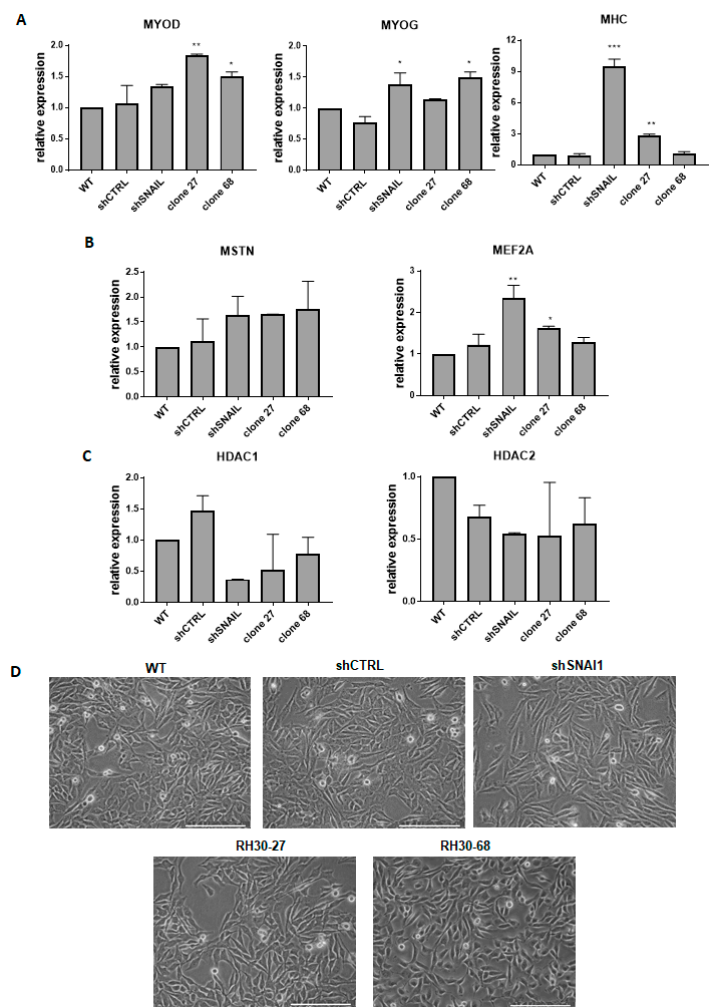 A
MYOD
relative expression
2.0
1.5
1.0
0.5
0.0
**
*
WT
shCTRL
shSNAIL
clone 27
clone 68
MYOG
relative expression
2.0
1.5
1.0
0.5
0.0
*
*
WT
shCTRL
shSNAIL
clone 27
clone 68
MHC
relative expression
12
9
6
3
0
***
**
WT
shCTRL
shSNAIL
clone 27
clone 68
B
MSTN
relative expression
2.5
2.0
1.5
1.0
0.5
0.0
WT
shCTRL
shSNAIL
clone 27
clone 68
MEF2A
relative expression
3
2
1
0
**
*
WT
shCTRL
shSNAIL
clone 27
clone 68
C
HDAC1
relative expression
2.0
1.5
1.0
0.5
0.0
WT
shCTRL
shSNAIL
clone 27
clone 68
HDAC2
relative expression
1.0
0.5
0.0
WT
shCTRL
shSNAIL
clone 27
clone 68
D
WT
shCTRL
shSNAI1
RH30-27
RH30-68